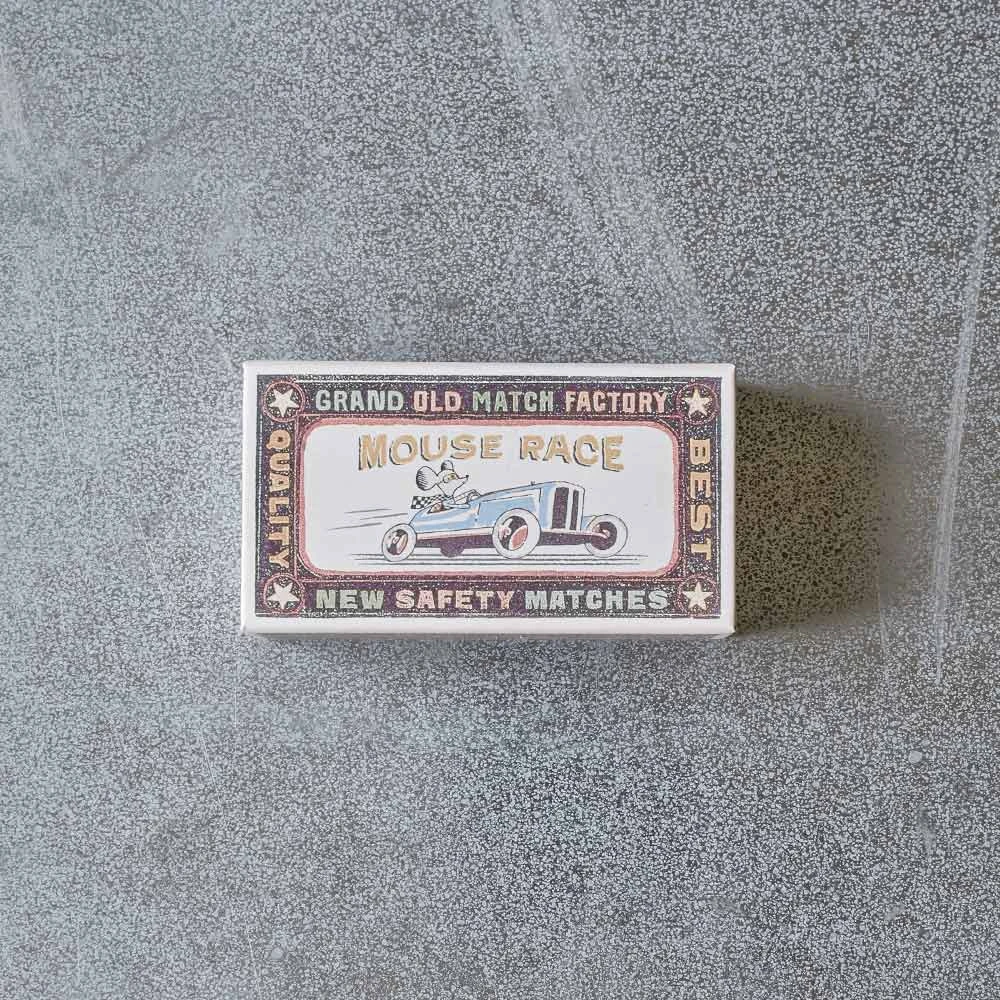 GRAND OLD MATCH FACTORY
QUALITY
MOUSE RACE
BEST
NEW SAFETY MATCHES